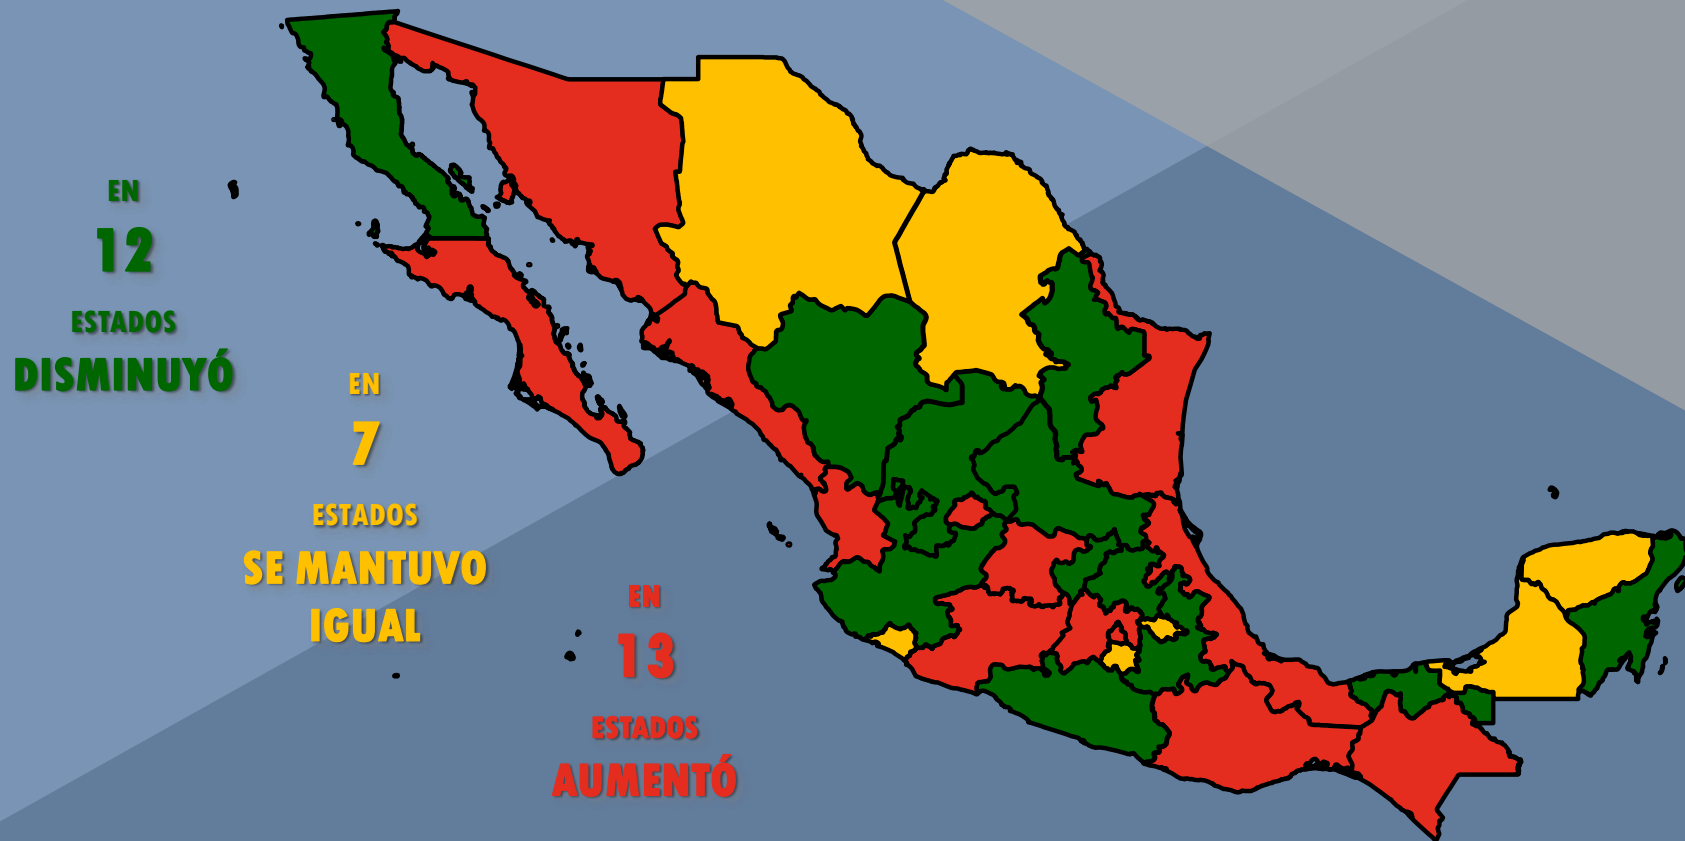 EN
12
ESTADOS
DISMINUYÓ
EN
7
ESTADOS
SE MANTUVO
IGUAL
EN
13
ESTADOS
AUMENTÓ